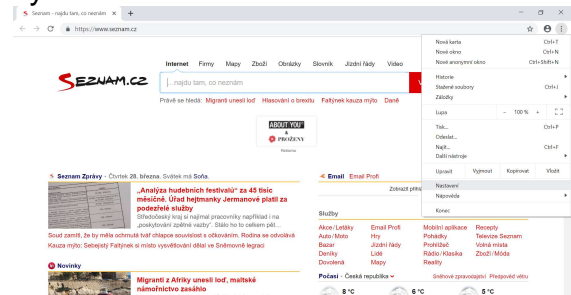 y
Seznam - najdu tam, co neznám
https://www.seznam.cz
Nová karta Ctrl+T
Nové okno Ctrl+N
Nové anonymní okno Ctrl+Shift+N
Historie
Stažené soubory Ctrl+J
Záložky
Lupa - 100 % +
Tisk... Ctrl+P
Odeslat...
Najít... Ctrl+F
Další nástroje
Upravit Vyjmout Kopírovat Vložit
Nastavení
Nápověda
Konec
Internet Firmy Mapy Zboží Obrázky Slovník Jízdní řády Video
SEZNAM.CZ
...najdu tam, co neznám
V
Právě se hledá: Migranti unesli loď Hlasování o brexitu Faltýnek kauza mýto Daně
ABOUT YOU°
&
PROŽENY
Reklama
Seznam Zprávy - Čtvrtek 28. března. Svátek má Soňa.
„Analýza hudebních festivalů“ za 45 tisíc
měsíčně. Úřad hejtmanky Jermanové platil za
podezřelé služby
Středočeský kraj si najímal pracovníky například i na
„poskytování zpětné vazby“. Stálo ho to celkem pět...
Soud zamítl, že by měla ochrnutá tvář chlapce souvislost s očkováním. Rodina se odvolává
Kauza mýto: Sebejistý Faltýnek si místo vysvětlování dělal ve Sněmovně legraci
Novinky
Migranti z Afriky unesli loď, maltské
námořnictvo zasáhlo
Email Email Profi
Zobrazit přihl
Služby
Akce / Letáky Email Profi Mobilní aplikace Recepty
Auto / Moto Hry Pohádky Televize Seznam
Bazar Jízdní řády Prohlížeč Volná místa
Deníky Lidé Rádio / Klasika Zboží / Móda
Dovolená Mapy Reality
Počasí - Česká republika Sněhové zpravodajství Předpověď větru
8 °C 6 °C 5 °C